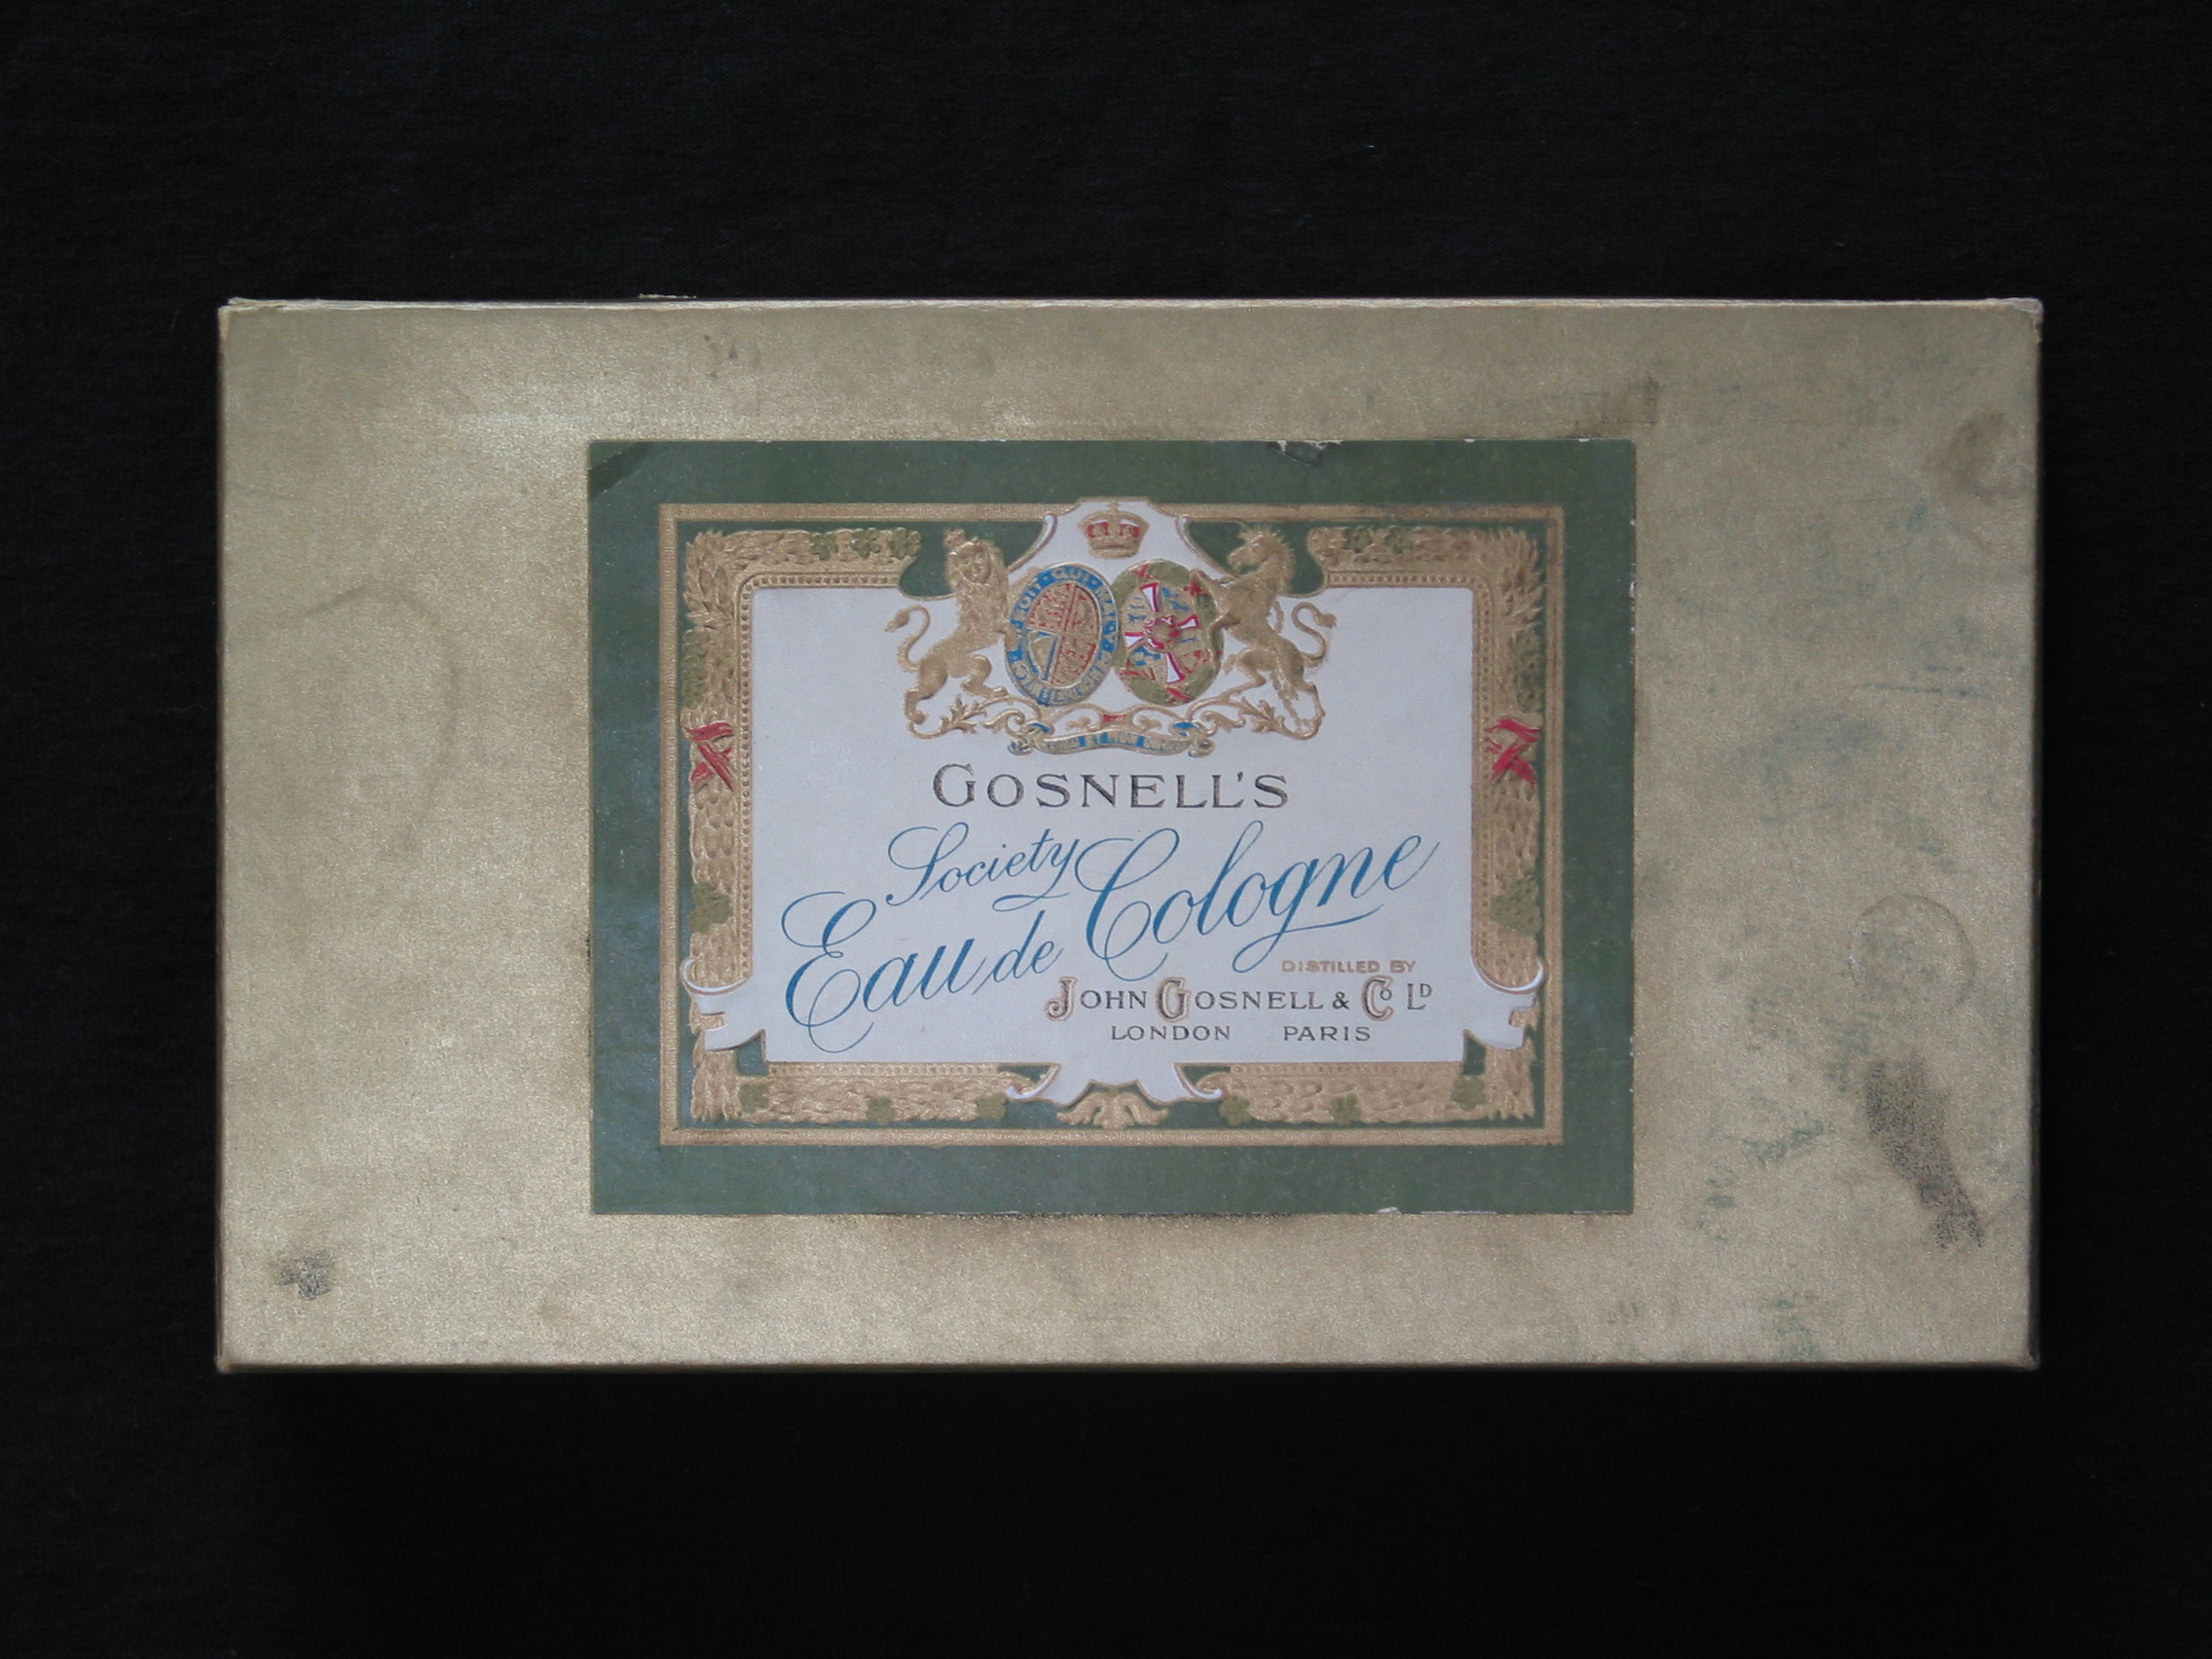 GOSNELL'S
Society
Eau de Cologne
DISTILLED BY
JOHN GOSNELL & Co LD
LONDON PARIS